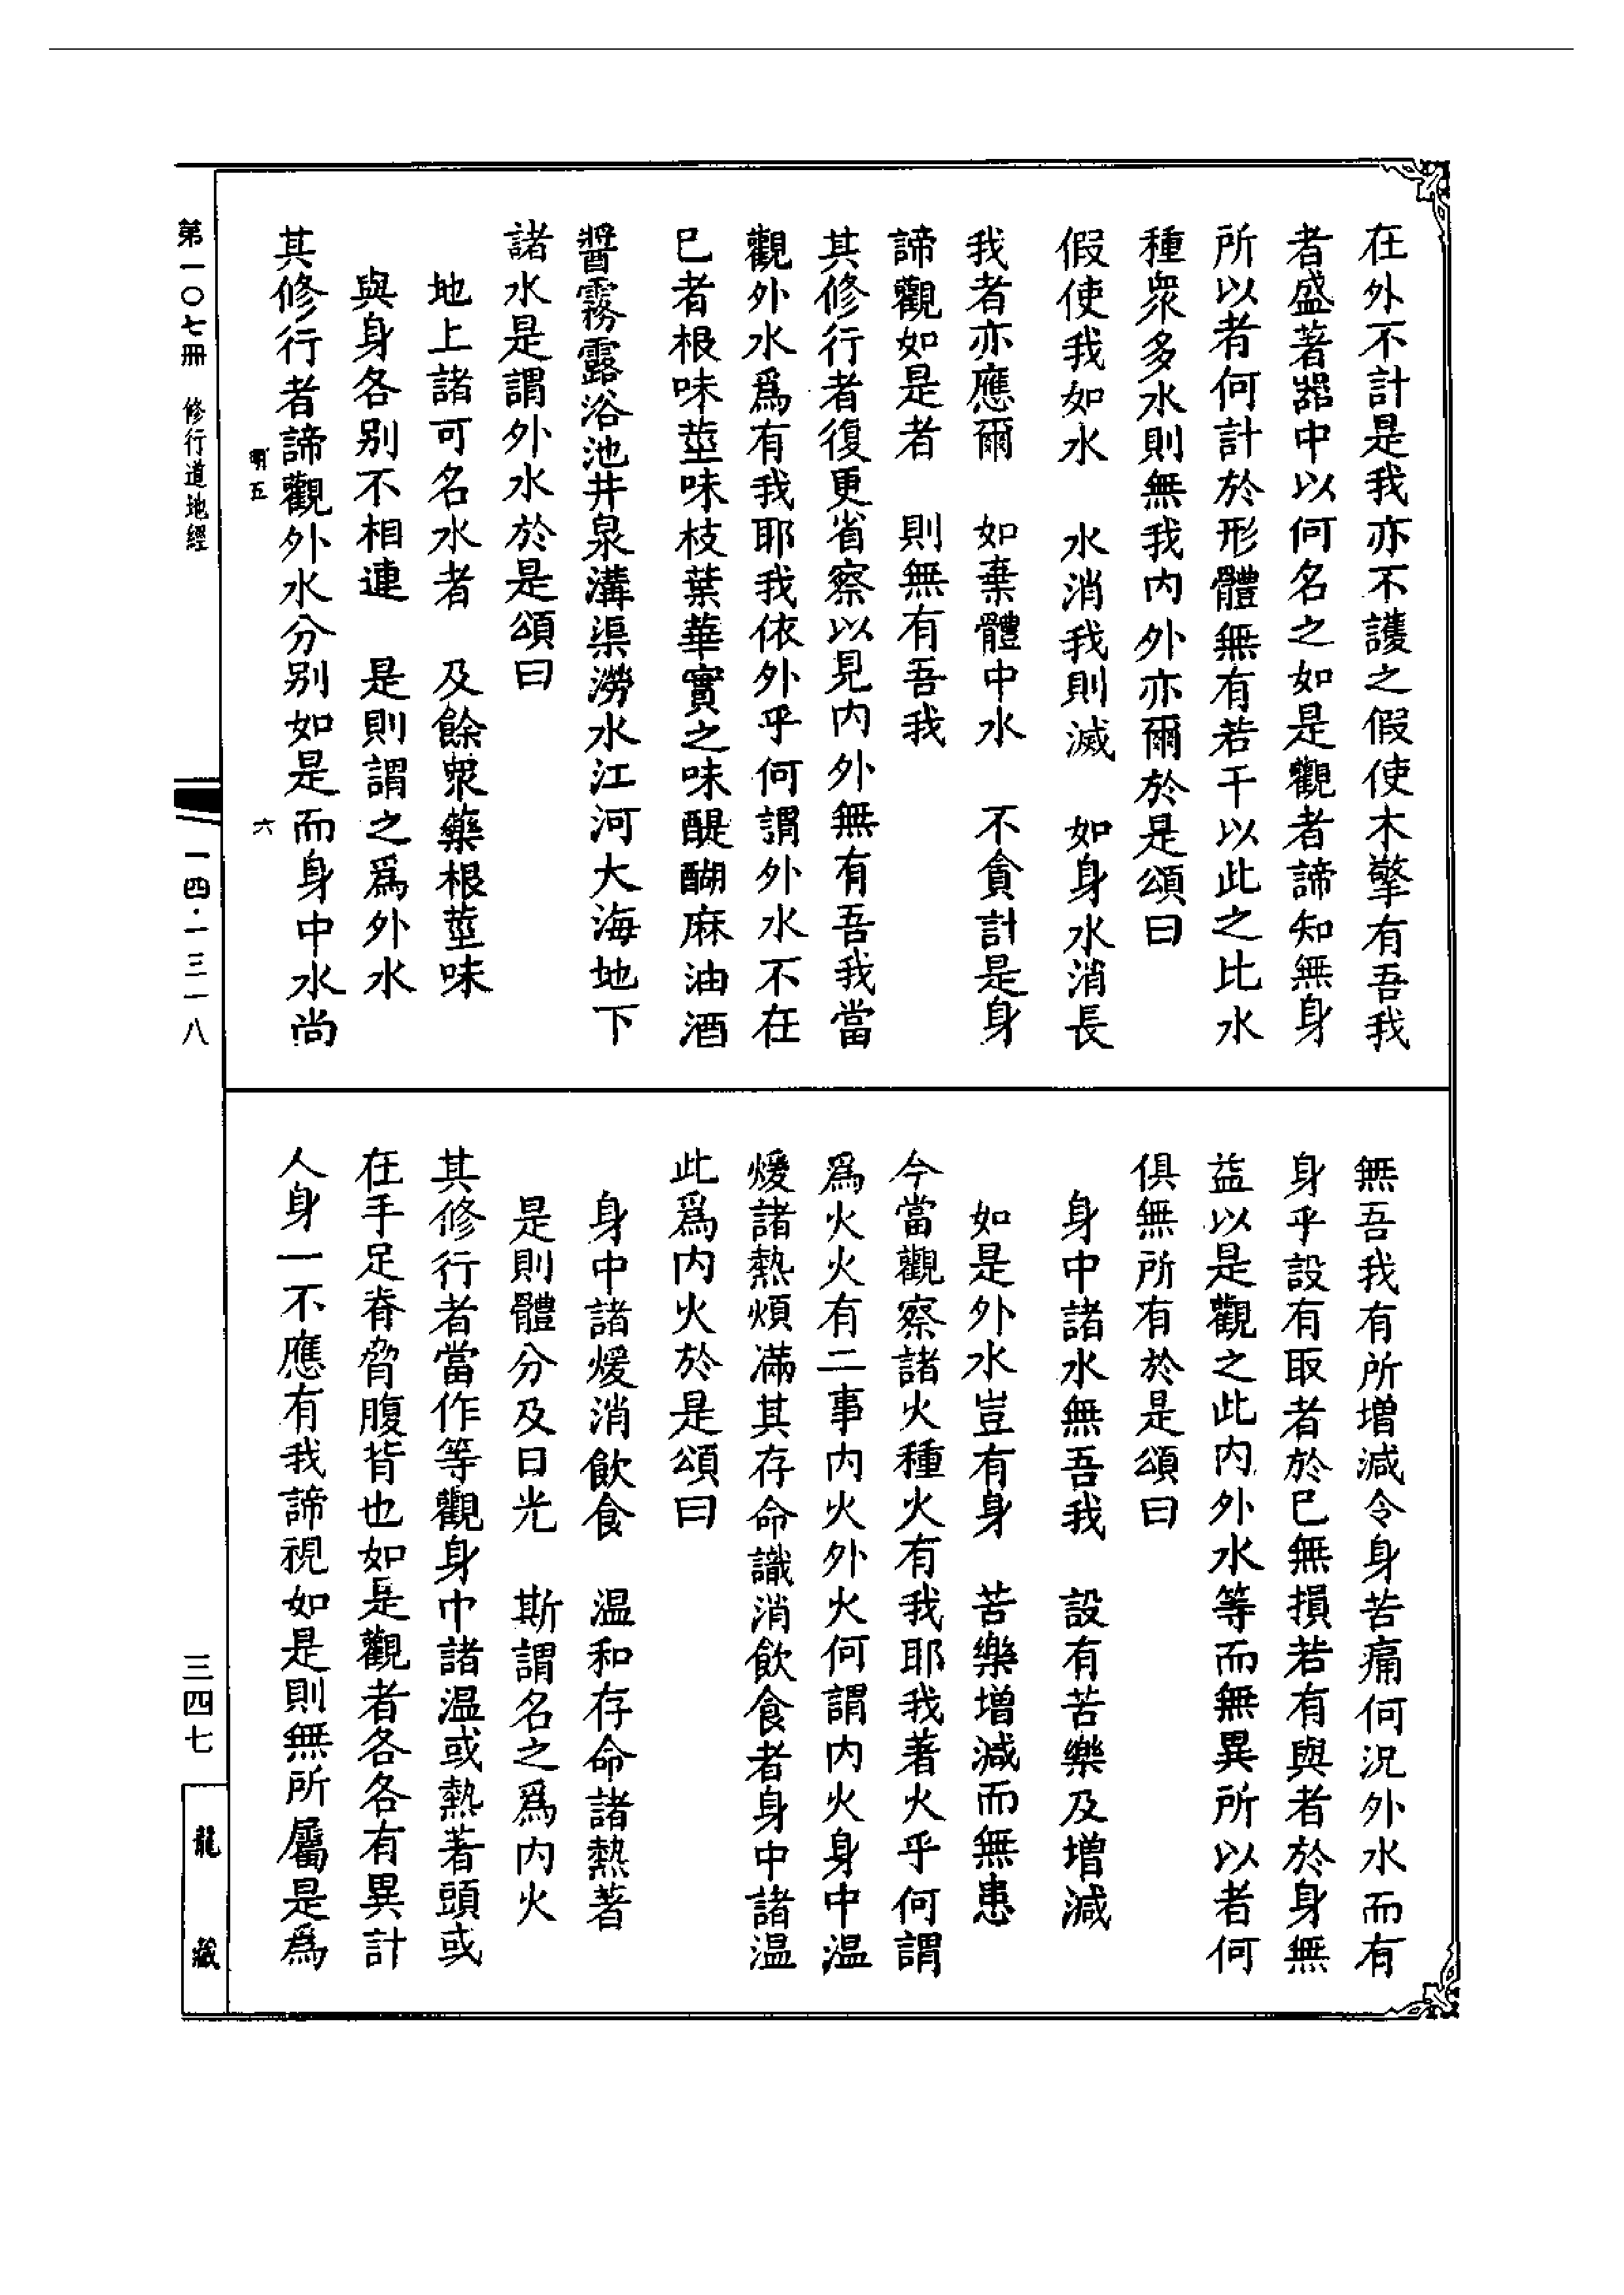 在外不計是我亦不護之假使木擎有吾我
者盛著器中以何名之如是觀者諦知無身
所以者何計於形體無有若干以此之比水
種眾多水則無我内外亦爾於是頌曰
假使我如水　水消我則滅　如身水消長
我者亦應爾　如棄體中水　不貪計是身
諦觀如是者　則無有吾我
其修行者復更省察以見内外無有吾我當
觀外水爲有我耶我依外乎何謂外水不在
巳者根味莖味枝葉華實之味醍醐麻油酒
醬霧露浴池井泉溝渠澇水江河大海地下
諸水是謂外水於是頌曰
地上諸可名水者　及餘眾藥根莖味
與身各别不相連　是則謂之爲外水
其修行者諦觀外水分别如是而身中水尚
明五
六
第一〇七冊　修行道地經
一四·一三一八
無吾我有所增減令身苦痛何況外水而有
身乎設有取者於巳無損若有與者於身無
益以是觀之此内外水等而無異所以者何
俱無所有於是頌曰
身中諸水無吾我　設有苦樂及增減
如是外水豈有身　苦樂增減而無患
今當觀察諸火種火有我耶我著火乎何謂
爲火火有二事内火外火何謂内火身中温
煖諸熱煩滿其存命識消飲食者身中諸温
此爲内火於是頌曰
身中諸煖消飲食　温和存命諸熱著
是則體分及日光　斯謂名之爲内火
其修行者當作等觀身中諸温或熱著頭或
在手足脊脅腹背也如是觀者各各有異計
人身一不應有我諦視如是則無所屬是爲
三四七
龍藏